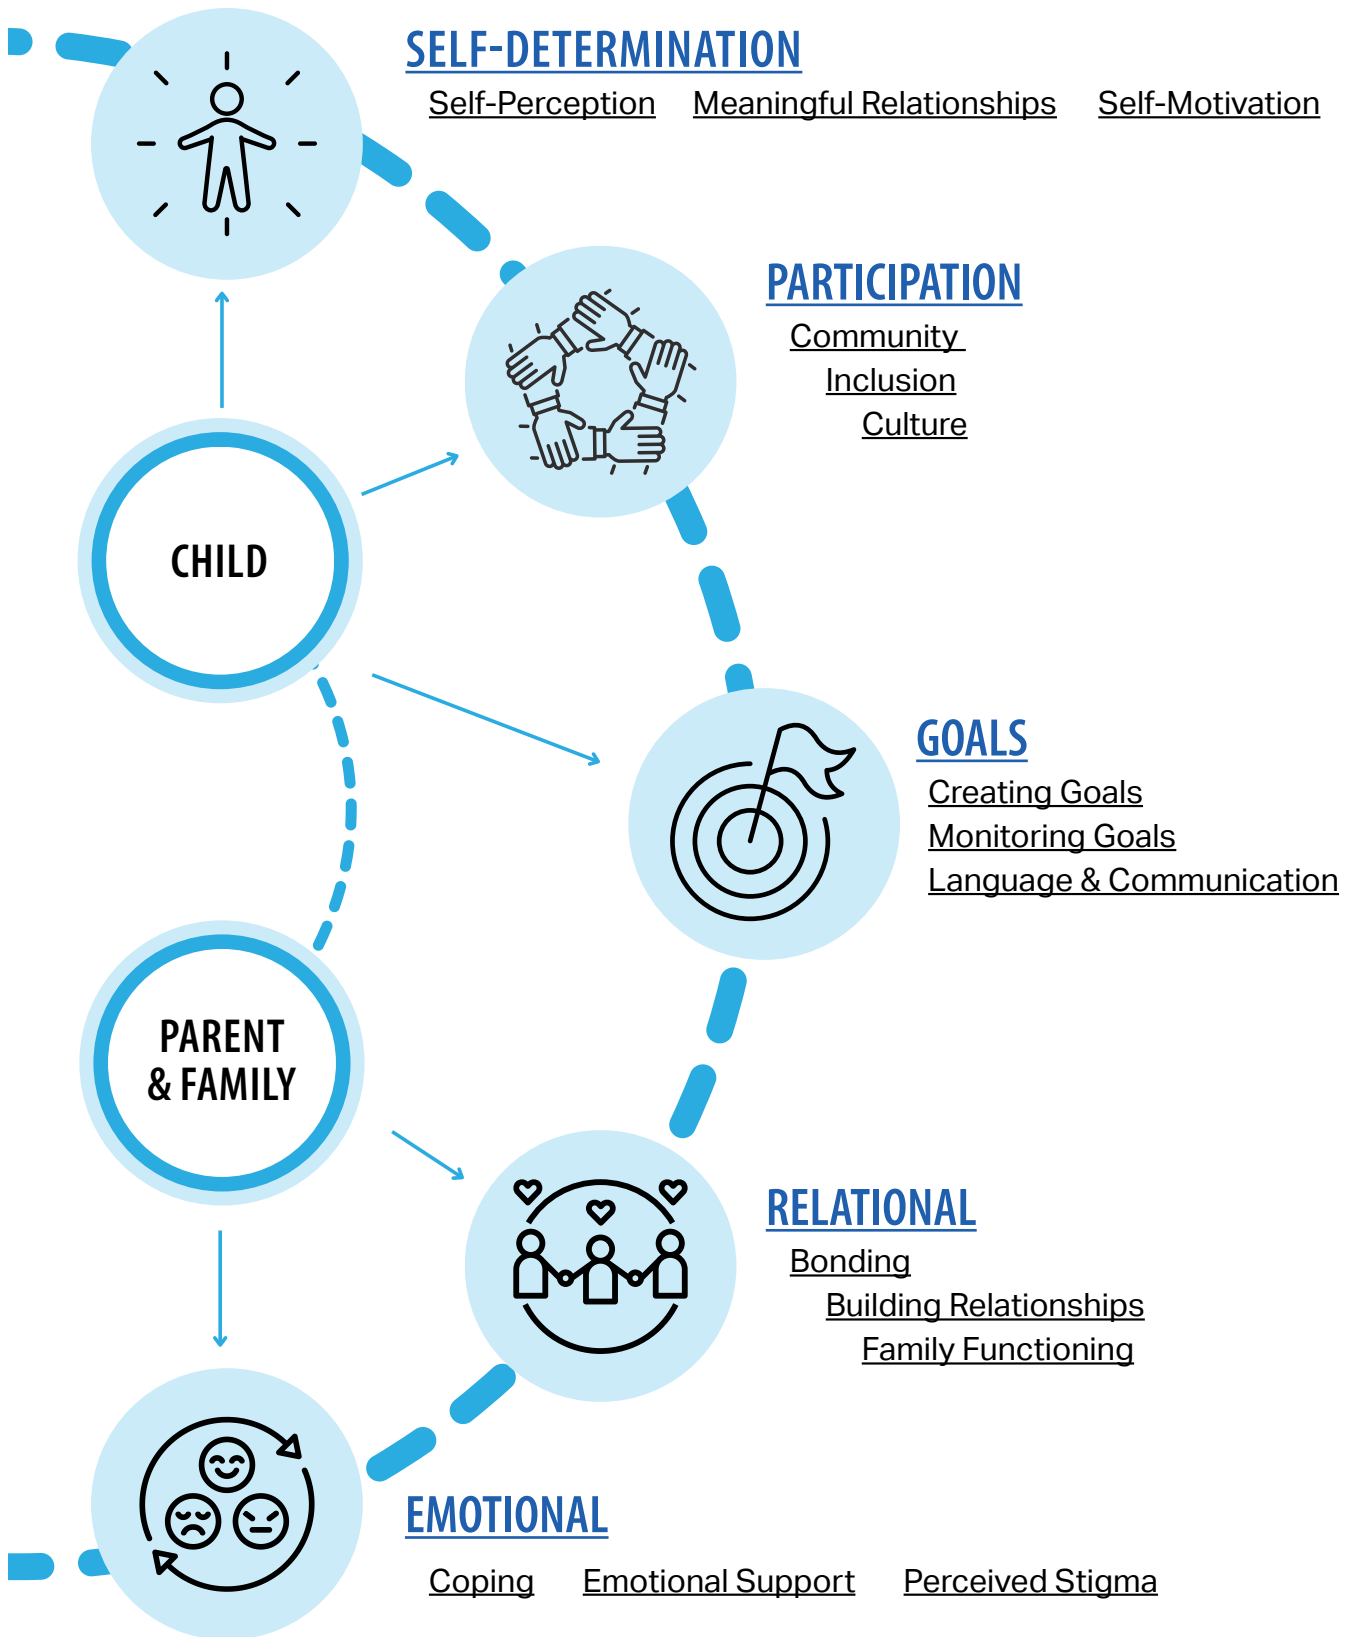 SELF-DETERMINATION
Self-Perception Meaningful Relationships Self-Motivation
PARTICIPATION
Community
Inclusion
Culture
CHILD
GOALS
Creating Goals
Monitoring Goals
Language & Communication
PARENT
& FAMILY
RELATIONAL
Bonding
Building Relationships
Family Functioning
EMOTIONAL
Coping Emotional Support Perceived Stigma